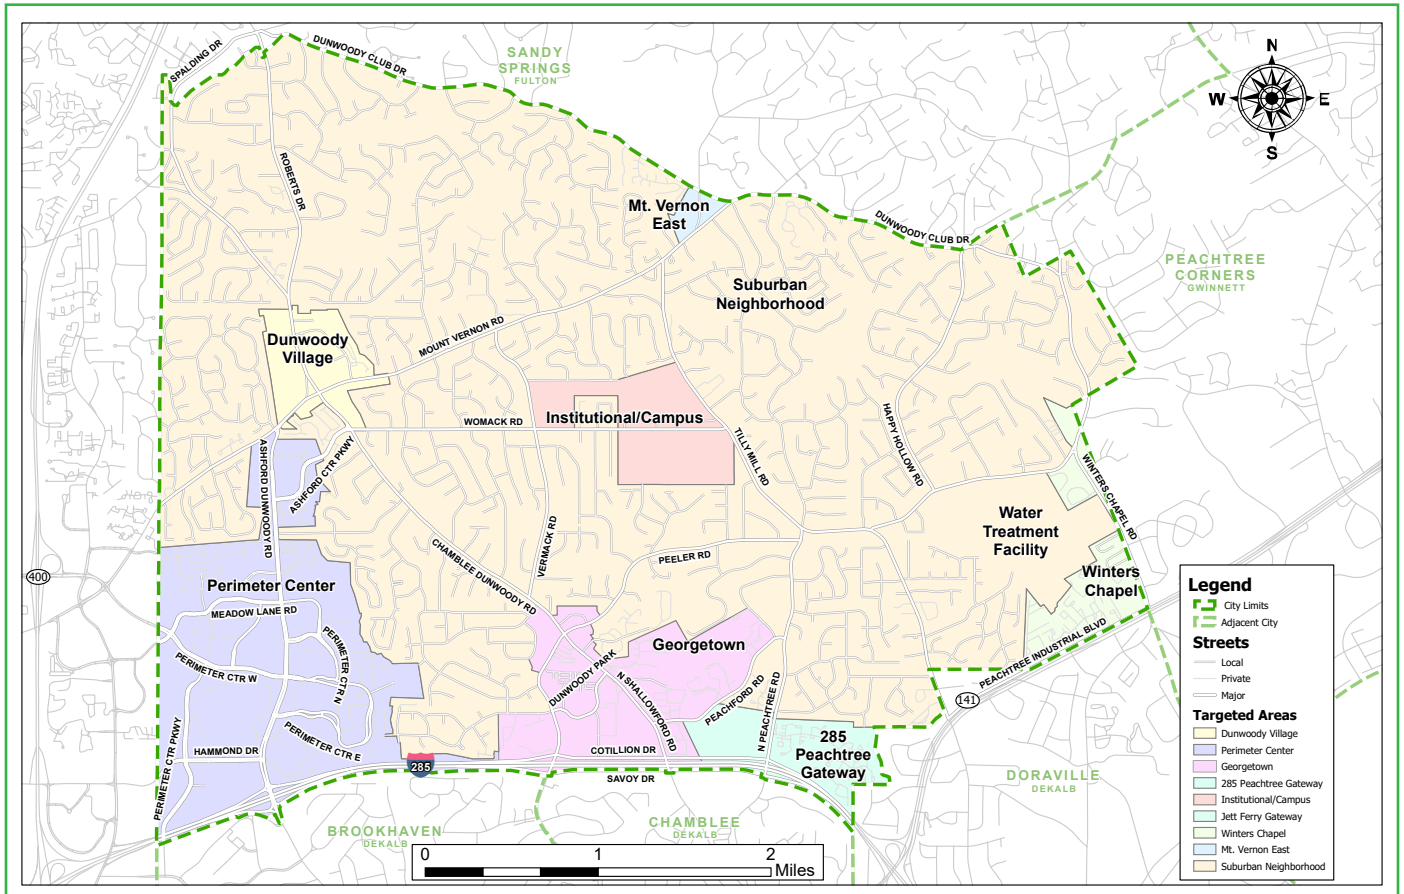 SPALDING DR
DUNWOODY CLUB DR
SANDY
SPRINGS
FULTON
N
W
E
S
ROBERTS DR
Mt. Vernon
East
DUNWOODY CLUB DR
PEACHTREE
CORNERS
GWINNETT
Suburban
Neighborhood
Dunwoody
Village
MOUNT VERNON RD
WOMACK RD
Institutional/Campus
ASHFORD DUNWOODY RD
ASHFORD CTR PKWY
TILLY MILL RD
HAPPY HOLLOW RD
WINTERS CHAPEL RD
Water
Treatment
Facility
VERMACK RD
CHAMBLEE DUNWOODY RD
PEELER RD
Winters
Chapel
400
Perimeter Center
MEADOW LANE RD
PERIMETER CTR N
PERIMETER CTR W
Georgetown
DUNWOODY PARK
N SHALLOWFORD RD
PEACHFORD RD
N PEACHTREE RD
PEACHTREE INDUSTRIAL BLVD
141
PERIMETER CTR PKWY
HAMMOND DR
PERIMETER CTR E
COTILLION DR
285
SAVOY DR
285
Peachtree
Gateway
DORAVILLE
DEKALB
BROOKHAVEN
DEKALB
CHAMBLEE
DEKALB
0
1
2
Miles
Legend
City Limits
Adjacent City
Streets
Local
Private
Major
Targeted Areas
Dunwoody Village
Perimeter Center
Georgetown
285 Peachtree Gateway
Institutional/Campus
Jett Ferry Gateway
Winters Chapel
Mt. Vernon East
Suburban Neighborhood